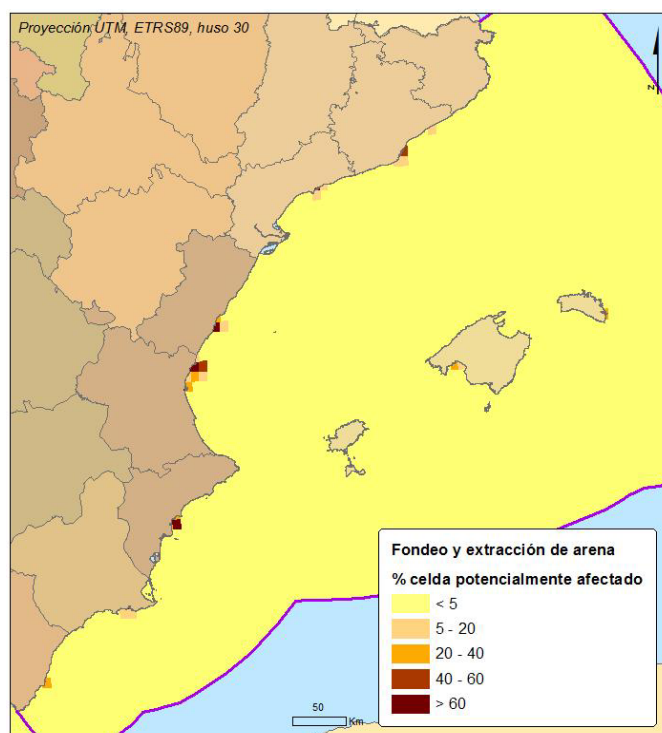 Proyección UTM, ETRS89, huso 30
N
Fondeo y extracción de arena
% celda potencialmente afectado
< 5
5 - 20
20 - 40
40 - 60
> 60
50
Km